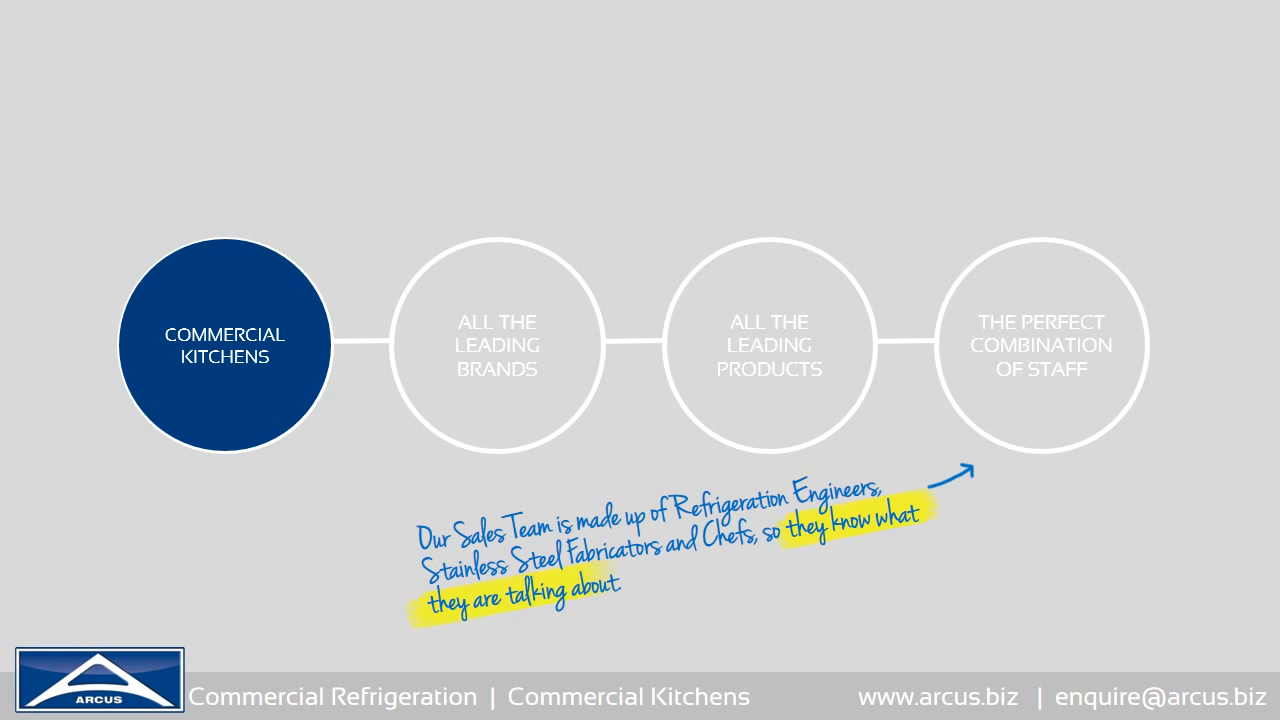 COMMERCIAL
KITCHENS
ALL THE
LEADING
BRANDS
ALL THE
LEADING
PRODUCTS
THE PERFECT
COMBINATION
OF STAFF
Our Sales Team is made up of Refrigeration Engineers,
Stainless Steel Fabricators and Chefs, so they know what
they are talking about
ARCUS
Commercial Refrigeration | Commercial Kitchens
www.arcus.biz | enquire@arcus.biz